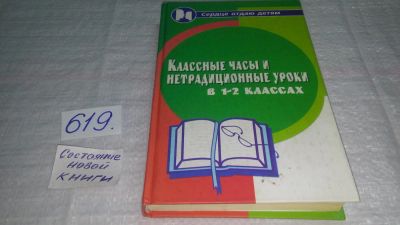 Сердце отдаю детям
Классные часы и
нетрадиционные уроки
в 1-2 классах
619.
Состояние
новой
книги